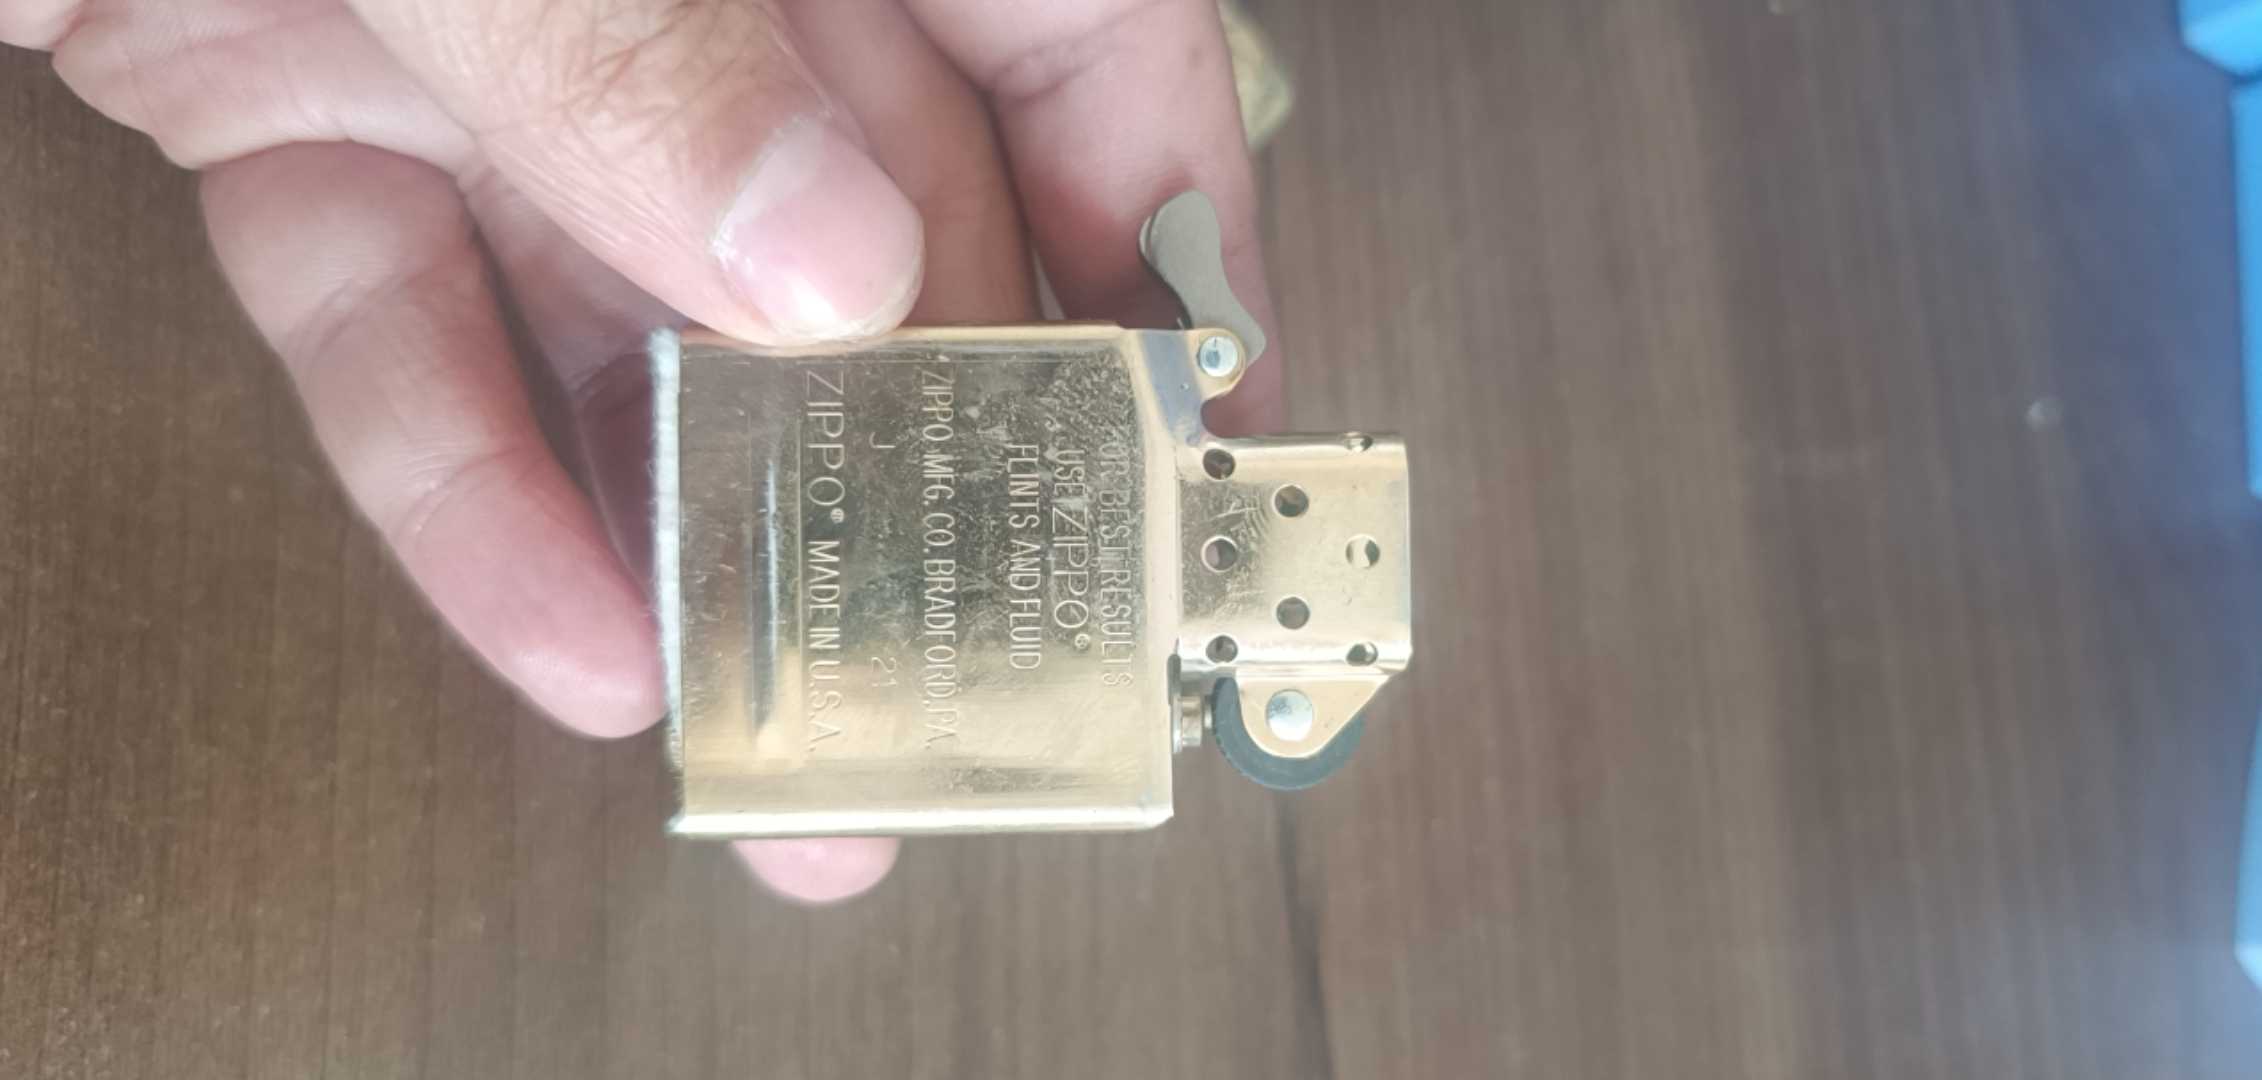 FOR BEST RESULTS
USE ZIPPO®
FLINTS AND FLUID
ZIPPO MFG. CO. BRADFORD, PA.
J 21
ZIPPO® MADE IN U.S.A.